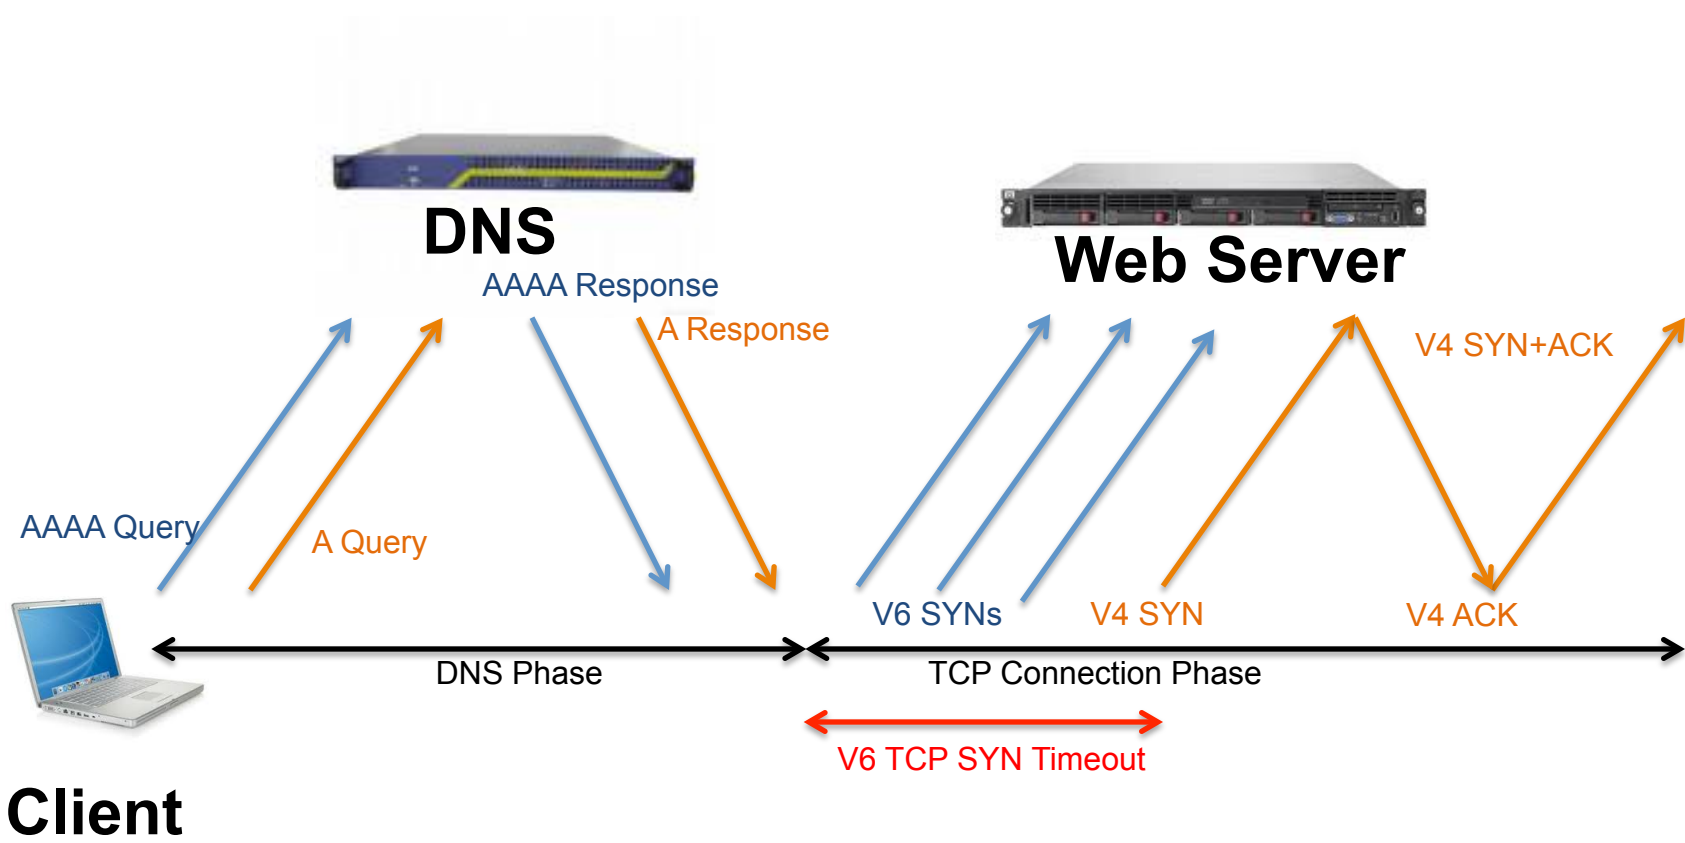 DNS
AAAA Response
A Response
Web Server
V4 SYN+ACK
AAAA Query
A Query
V6 SYNs
V4 SYN
V4 ACK
DNS Phase
TCP Connection Phase
V6 TCP SYN Timeout
Client